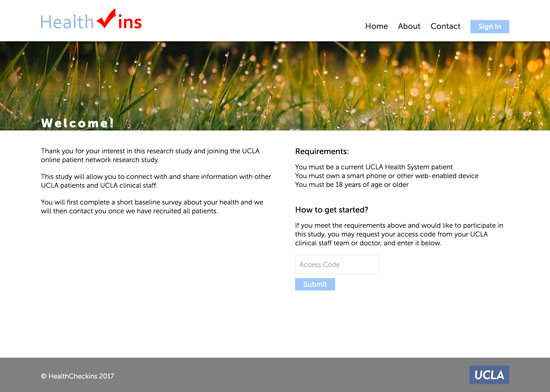 Health ins
Home About Contact Sign In
Welcome!
Thank you for your interest in this research study and joining the UCLA
online patient network research study.
This study will allow you to connect with and share information with other
UCLA patients and UCLA clinical staff.
You will first complete a short baseline survey about your health and we
will then contact you once we have recruited all patients.
Requirements:
You must be a current UCLA Health System patient
You must own a smart phone or other web-enabled device
You must be 18 years of age or older
How to get started?
If you meet the requirements above and would like to participate in
this study, you may request your access code from your UCLA
clinical staff team or doctor, and enter it below.
Access Code
Submit
© HealthCheckins 2017
UCLA